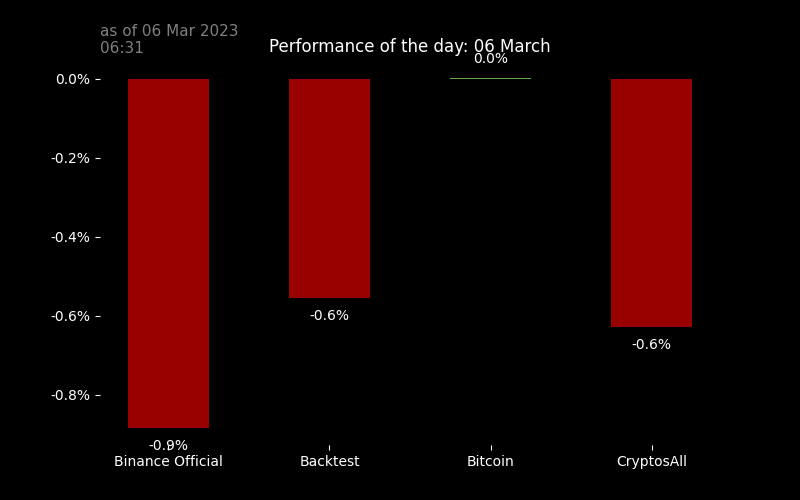 as of 06 Mar 2023
06:31
Performance of the day: 06 March
0.0%
0.0%
-0.2%
-0.4%
-0.6%
-0.6%
-0.6%
-0.8%
-0.9%
Binance Official
Backtest
Bitcoin
CryptosAll